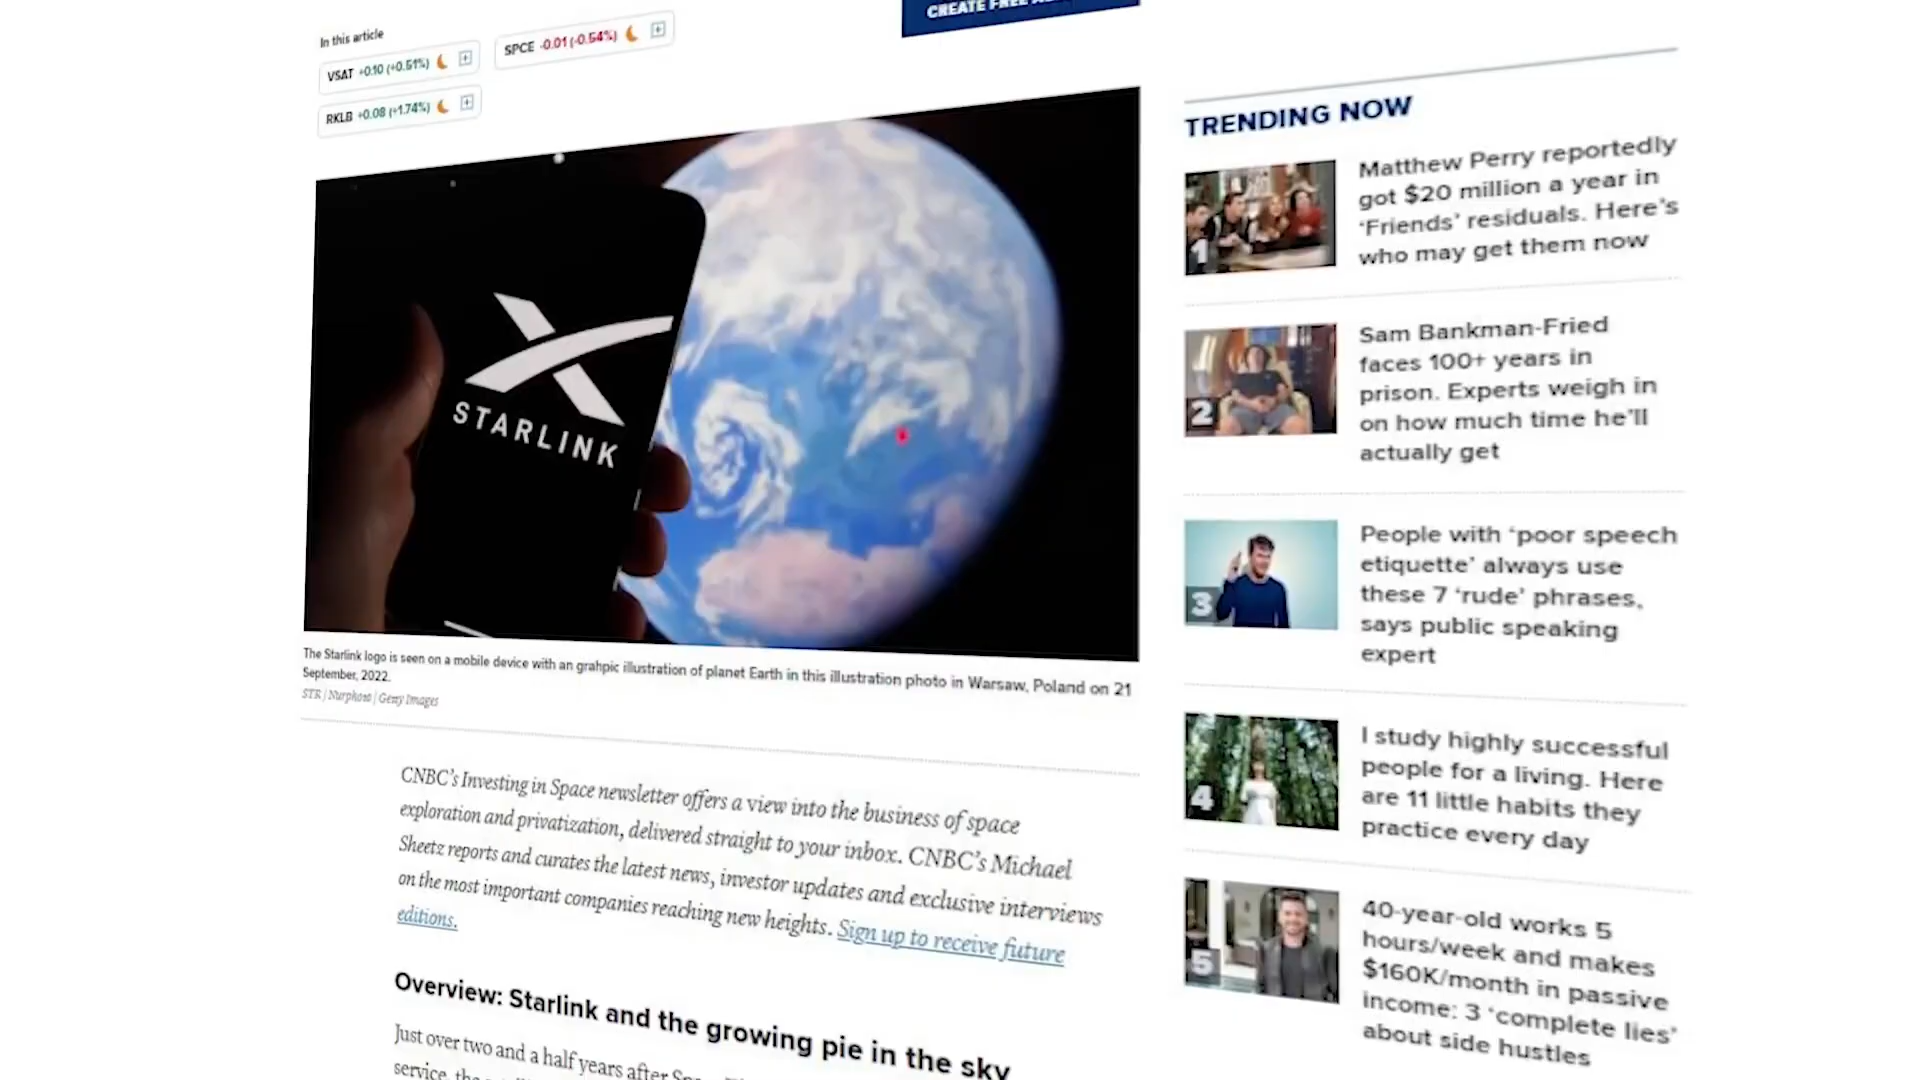 CREATE FREE
In this article
VSAT +0.10 (+0.51%)
SPCE -0.01 (-0.54%)
RKLB +0.08 (+1.74%)
STARLINK
The Starlink logo is seen on a mobile device with an grahpic illustration of planet Earth in this illustration photo in Warsaw, Poland on 21
September, 2022.
STR | Nurphoto | Getty Images
CNBC's Investing in Space newsletter offers a view into the business of space
exploration and privatization, delivered straight to your inbox. CNBC's Michael
Sheetz reports and curates the latest news, investor updates and exclusive interviews
on the most important companies reaching new heights. Sign up to receive future
editions.
Overview: Starlink and the growing pie in the sky
Just over two and a half years after
service, the
TRENDING NOW
1
Matthew Perry reportedly
got $20 million a year in
‘Friends’ residuals. Here's
who may get them now
2
Sam Bankman-Fried
faces 100+ years in
prison. Experts weigh in
on how much time he'll
actually get
3
People with ‘poor speech
etiquette’ always use
these 7 ‘rude’ phrases,
says public speaking
expert
4
I study highly successful
people for a living. Here
are 11 little habits they
practice every day
5
40-year-old works 5
hours/week and makes
$160K/month in passive
income: 3 ‘complete lies’
about side hustles